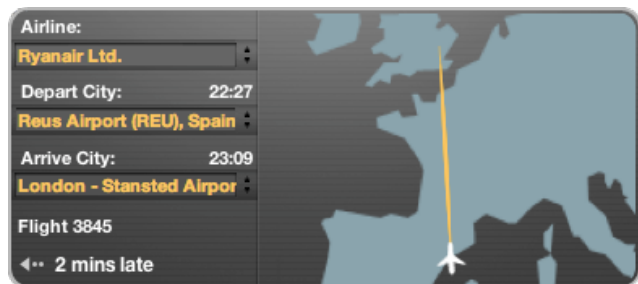 Airline:
Ryanair Ltd.
Depart City: 22:27
Reus Airport (REU), Spain
Arrive City: 23:09
London - Stansted Airpor
Flight 3845
2 mins late